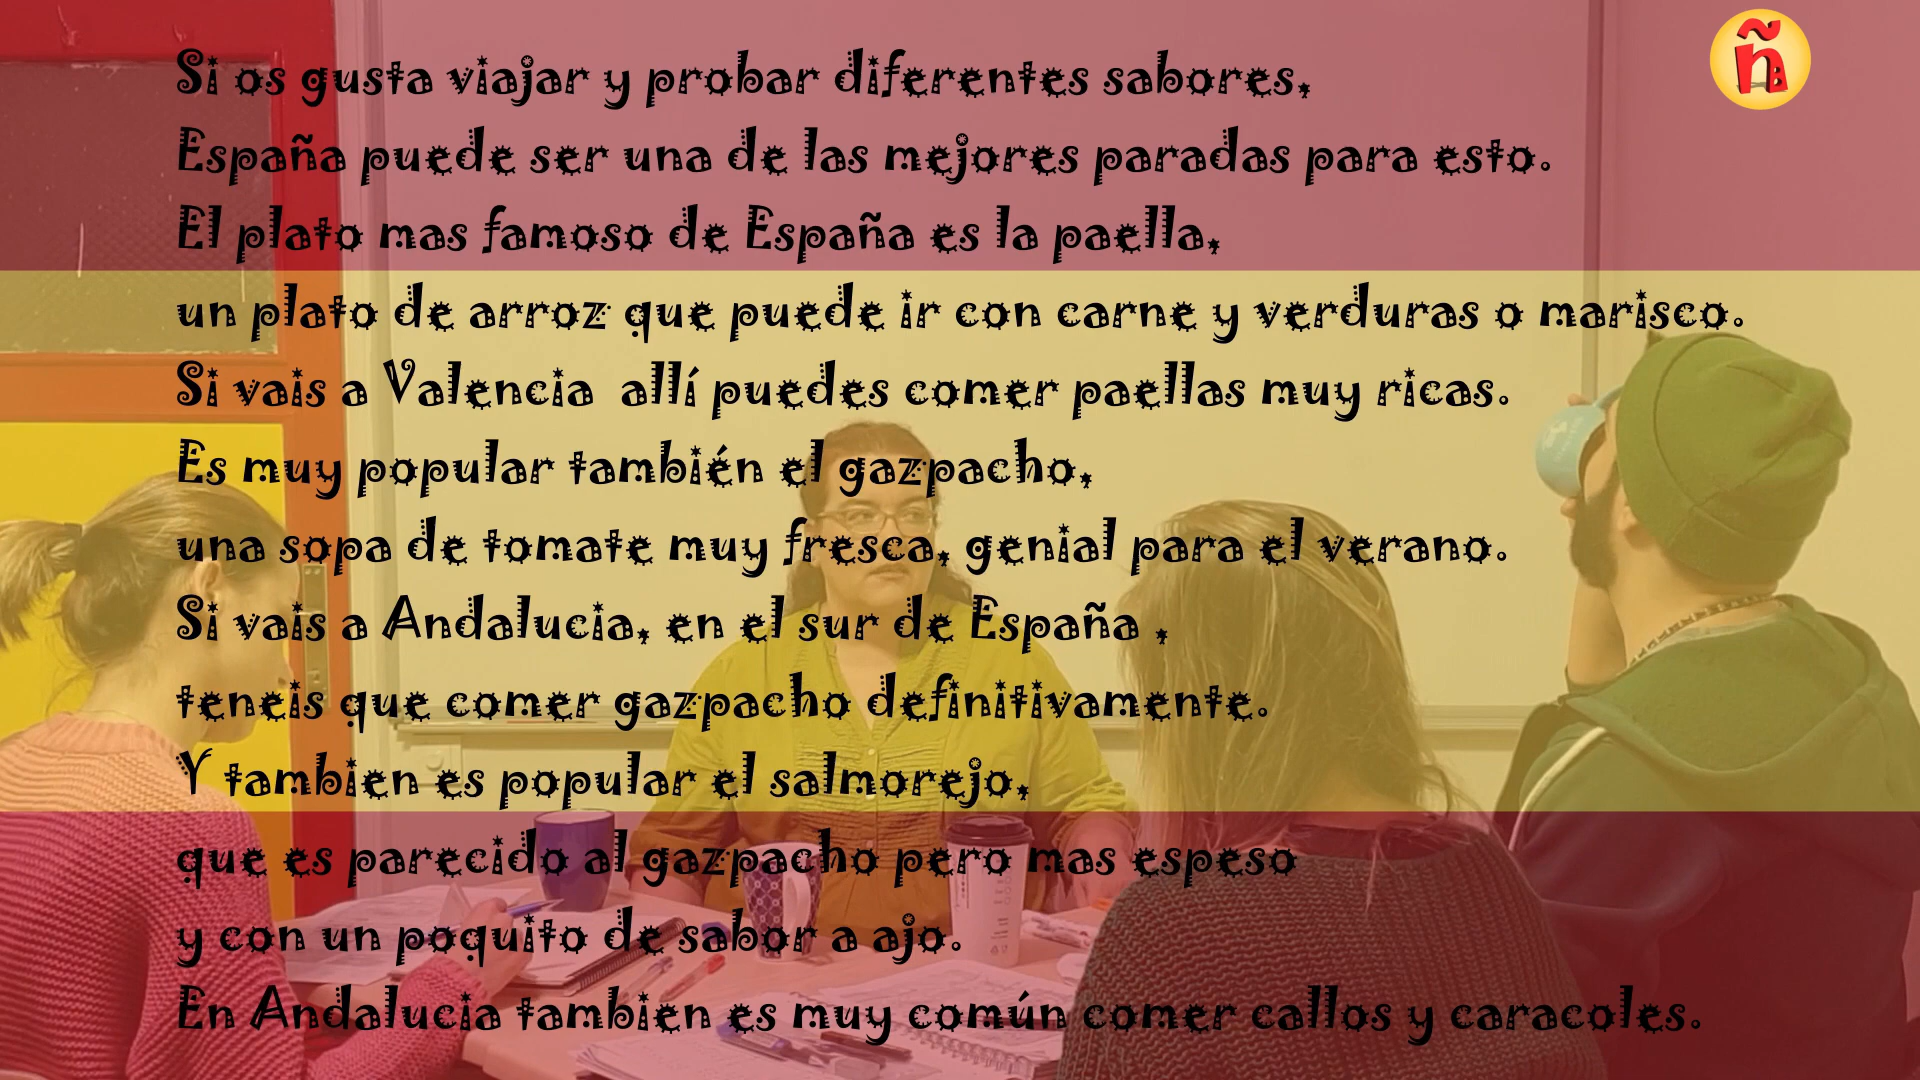 Si os gusta viajar y probar diferentes sabores,
España puede ser una de las mejores paradas para esto.
El plato mas famoso de España es la paella,
un plato de arroz que puede ir con carne y verduras o marisco.
Si vais a Valencia allí puedes comer paellas muy ricas.
Es muy popular también el gazpacho,
una sopa de tomate muy fresca, genial para el verano.
Si vais a Andalucia, en el sur de España ,
teneis que comer gazpacho definitivamente.
Y tambien es popular el salmorejo,
que es parecido al gazpacho pero mas espeso
y con un poquito de sabor a ajo.
En Andalucia tambien es muy común comer callos y caracoles.
ñ